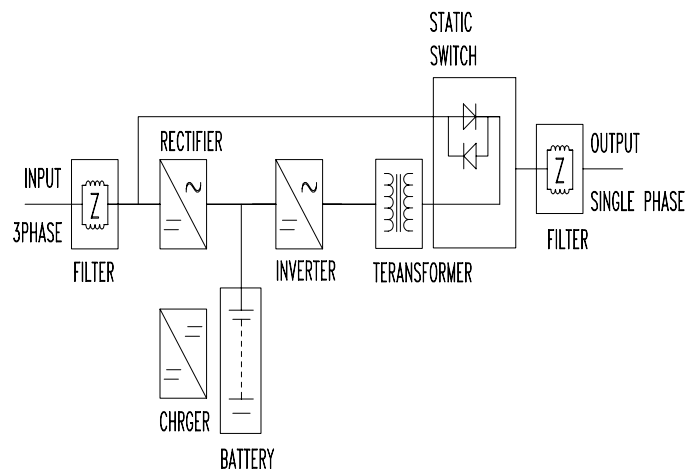 STATIC
SWITCH
RECTIFIER
INPUT
3PHASE
FILTER
INVERTER
TERANSFORMER
OUTPUT
SINGLE PHASE
FILTER
CHRGER
BATTERY
Z
Z